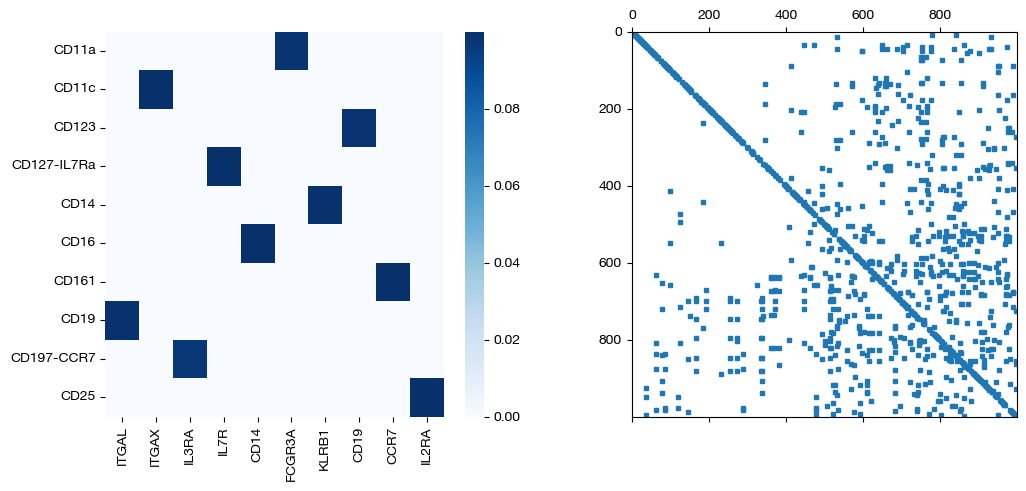 0 200 400 600 800
CD11a
CD11c
CD123
CD127-IL7Ra
CD14
CD16
CD161
CD19
CD197-CCR7
CD25
ITGAL ITGAX IL3RA IL7R CD14 FCGR3A KLRB1 CD19 CCR7 IL2RA
0.08
0.06
0.04
0.02
0.00
0
200
400
600
800